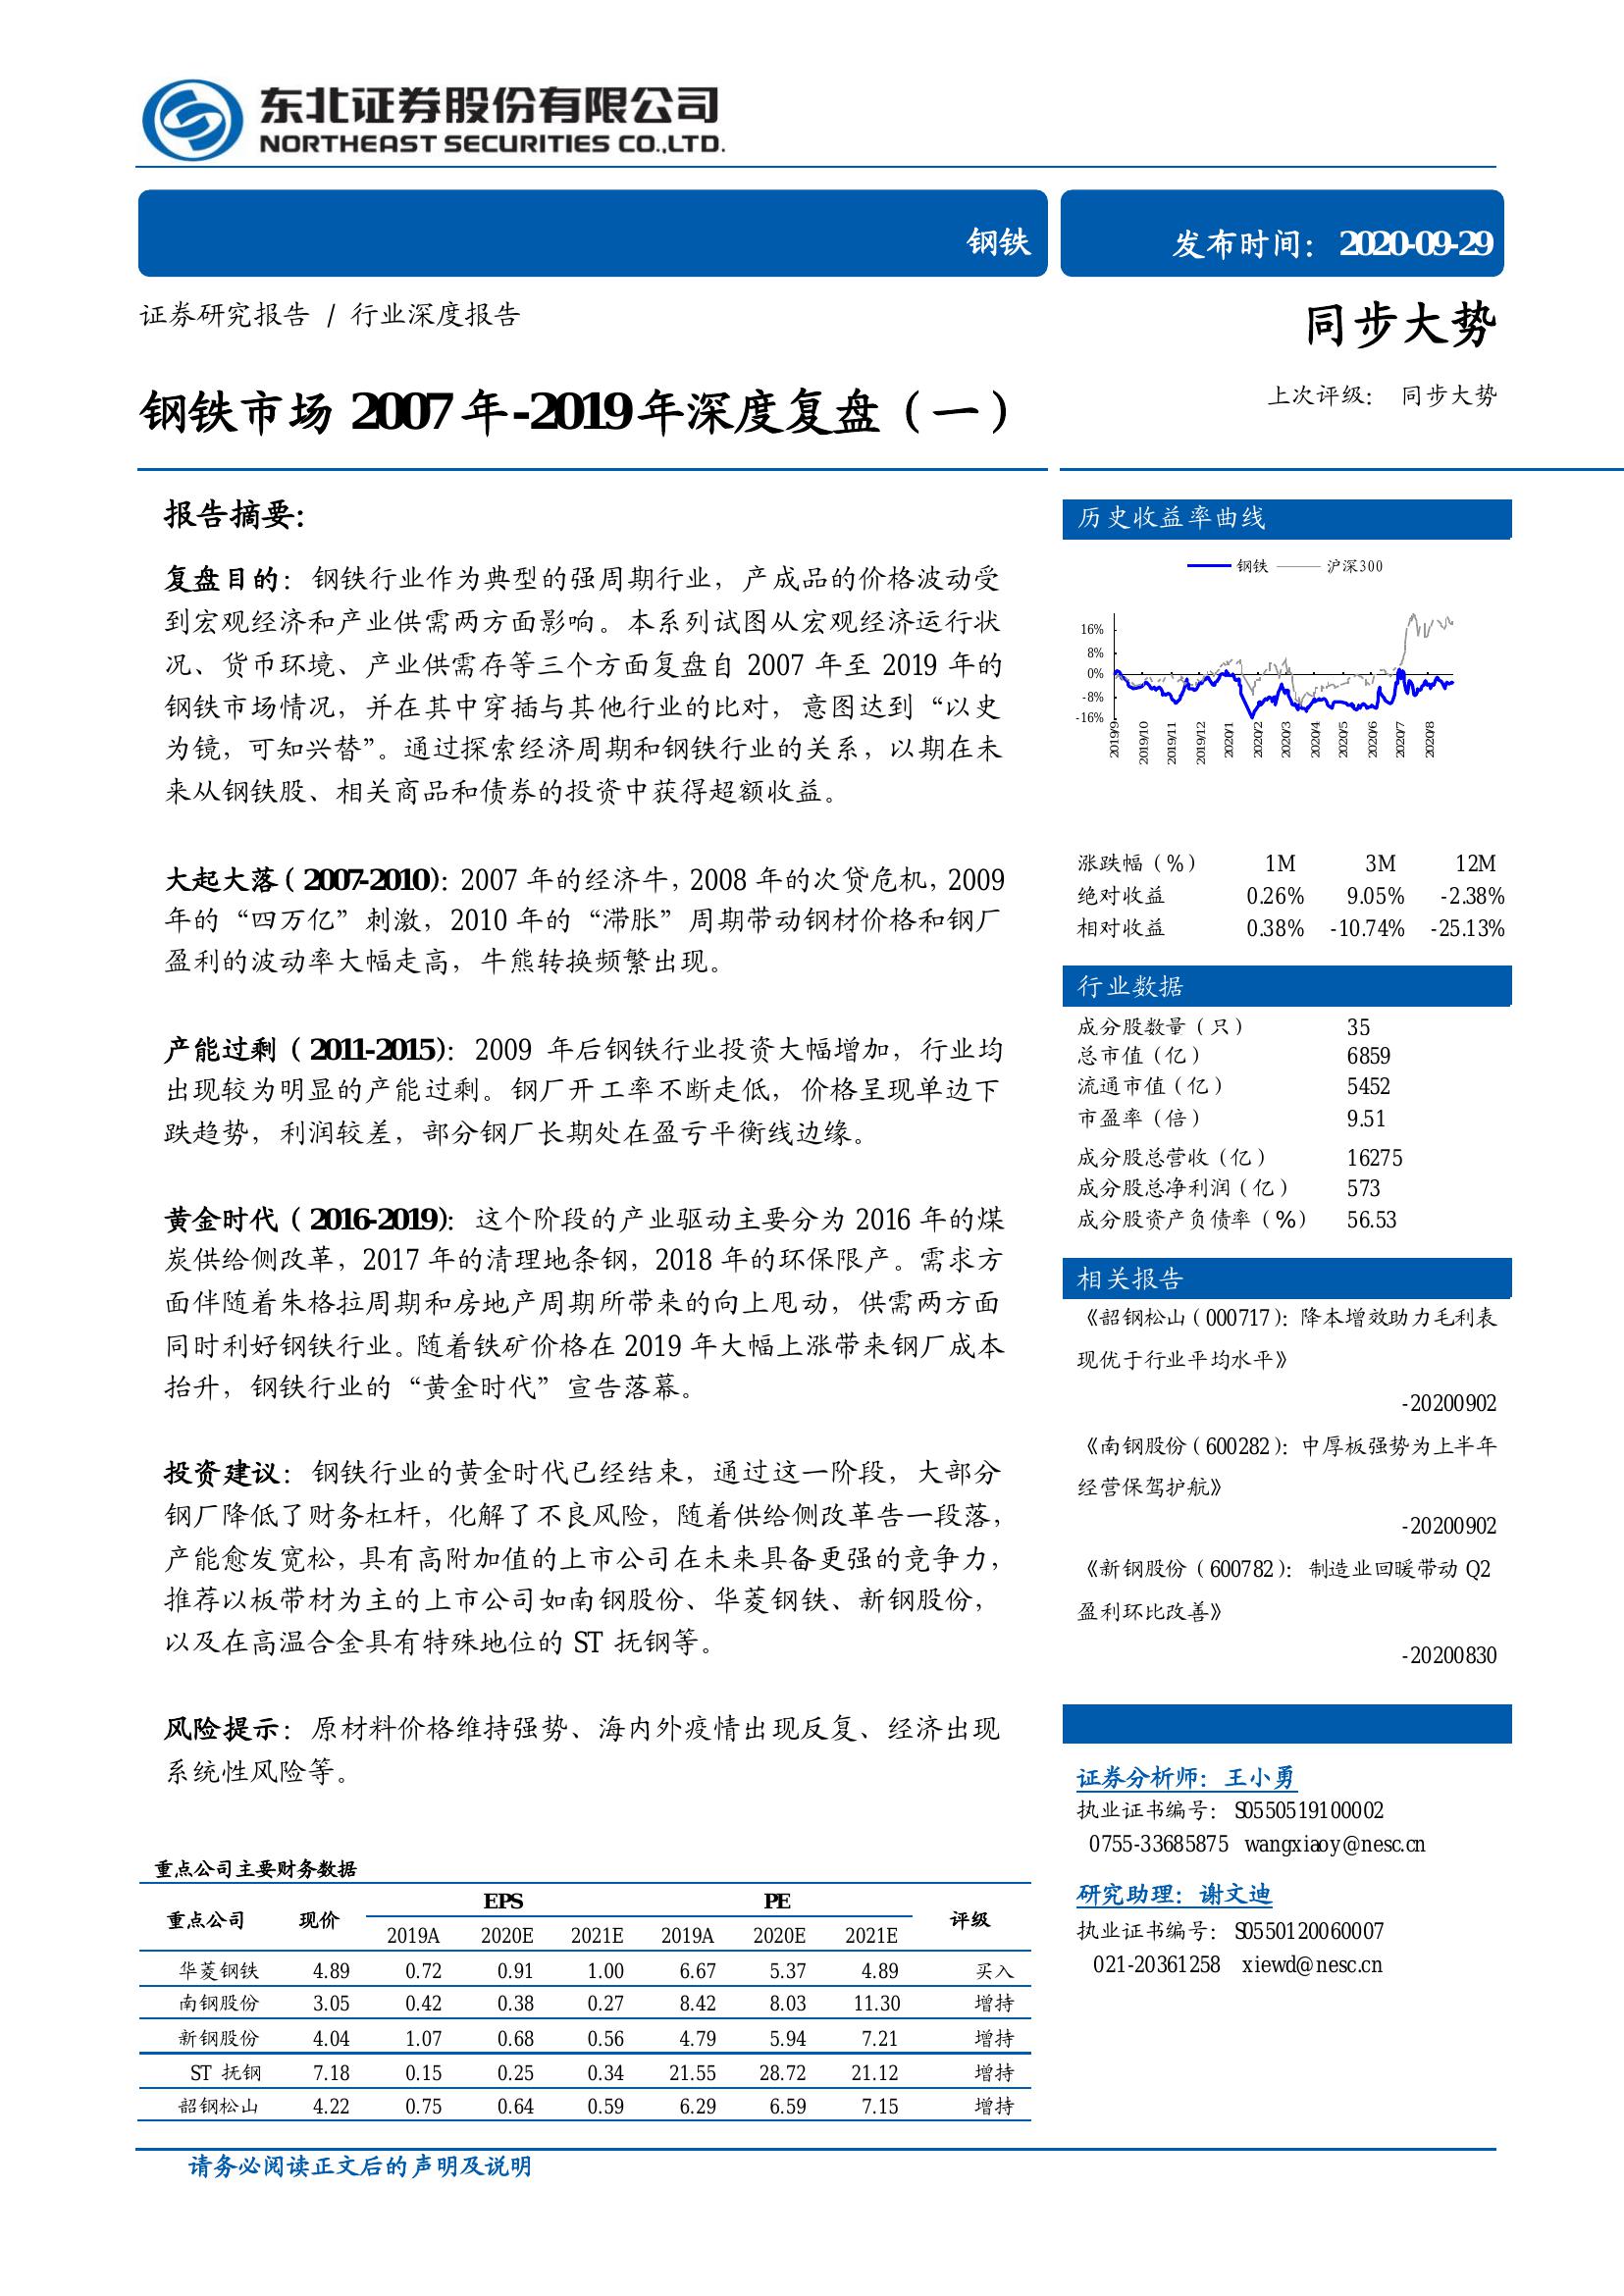 东北证券股份有限公司
NORTHEAST SECURITIES CO.,LTD.
钢铁
发布时间： 2020-09-29
证券研究报告 / 行业深度报告
同步大势
上次评级： 同步大势
钢铁市场 2007 年-2019 年深度复盘（一）
报告摘要：
复盘目的：钢铁行业作为典型的强周期行业，产成品的价格波动受
到宏观经济和产业供需两方面影响。本系列试图从宏观经济运行状
况、货币环境、产业供需存等三个方面复盘自 2007 年至 2019 年的
钢铁市场情况，并在其中穿插与其他行业的比对，意图达到“以史
为镜，可知兴替”。通过探索经济周期和钢铁行业的关系，以期在未
来从钢铁股、相关商品和债券的投资中获得超额收益。
大起大落（2007-2010)：2007 年的经济牛，2008 年的次贷危机，2009
年的“四万亿”刺激，2010 年的“滞胀”周期带动钢材价格和钢厂
盈利的波动率大幅走高，牛熊转换频繁出现。
产能过剩（2011-2015)：2009 年后钢铁行业投资大幅增加，行业均
出现较为明显的产能过剩。钢厂开工率不断走低，价格呈现单边下
跌趋势，利润较差，部分钢厂长期处在盈亏平衡线边缘。
黄金时代（2016-2019)：这个阶段的产业驱动主要分为 2016 年的煤
炭供给侧改革，2017 年的清理地条钢，2018 年的环保限产。需求方
面伴随着朱格拉周期和房地产周期所带来的向上甩动，供需两方面
同时利好钢铁行业。随着铁矿价格在 2019 年大幅上涨带来钢厂成本
抬升，钢铁行业的“黄金时代”宣告落幕。
投资建议：钢铁行业的黄金时代已经结束，通过这一阶段，大部分
钢厂降低了财务杠杆，化解了不良风险，随着供给侧改革告一段落，
产能愈发宽松，具有高附加值的上市公司在未来具备更强的竞争力，
推荐以板带材为主的上市公司如南钢股份、华菱钢铁、新钢股份，
以及在高温合金具有特殊地位的 ST 抚钢等。
风险提示：原材料价格维持强势、海内外疫情出现反复、经济出现
系统性风险等。
重点公司主要财务数据
重点公司 现价 EPS PE 评级
2019A 2020E 2021E 2019A 2020E 2021E
华菱钢铁 4.89 0.72 0.91 1.00 6.67 5.37 4.89 买入
南钢股份 3.05 0.42 0.38 0.27 8.42 8.03 11.30 增持
新钢股份 4.04 1.07 0.68 0.56 4.79 5.94 7.21 增持
ST 抚钢 7.18 0.15 0.25 0.34 21.55 28.72 21.12 增持
韶钢松山 4.22 0.75 0.64 0.59 6.29 6.59 7.15 增持
历史收益率曲线
钢铁 沪深300
16%
8%
0%
-8%
-16%
2019/9 2019/10 2019/11 2019/12 2020/1 2020/2 2020/3 2020/4 2020/5 2020/6 2020/7 2020/8
涨跌幅（%） 1M 3M 12M
绝对收益 0.26% 9.05% -2.38%
相对收益 0.38% -10.74% -25.13%
行业数据
成分股数量（只） 35
总市值（亿） 6859
流通市值（亿） 5452
市盈率（倍） 9.51
成分股总营收（亿） 16275
成分股总净利润（亿） 573
成分股资产负债率（%） 56.53
相关报告
《韶钢松山（000717)：降本增效助力毛利表
现优于行业平均水平》
-20200902
《南钢股份（600282)：中厚板强势为上半年
经营保驾护航》
-20200902
《新钢股份（600782)：制造业回暖带动 Q2
盈利环比改善》
-20200830
证券分析师：王小勇
执业证书编号：S0550519100002
0755-33685875 wangxiaoy@nesc.cn
研究助理：谢文迪
执业证书编号：S0550120060007
021-20361258 xiewd@nesc.cn
请务必阅读正文后的声明及说明